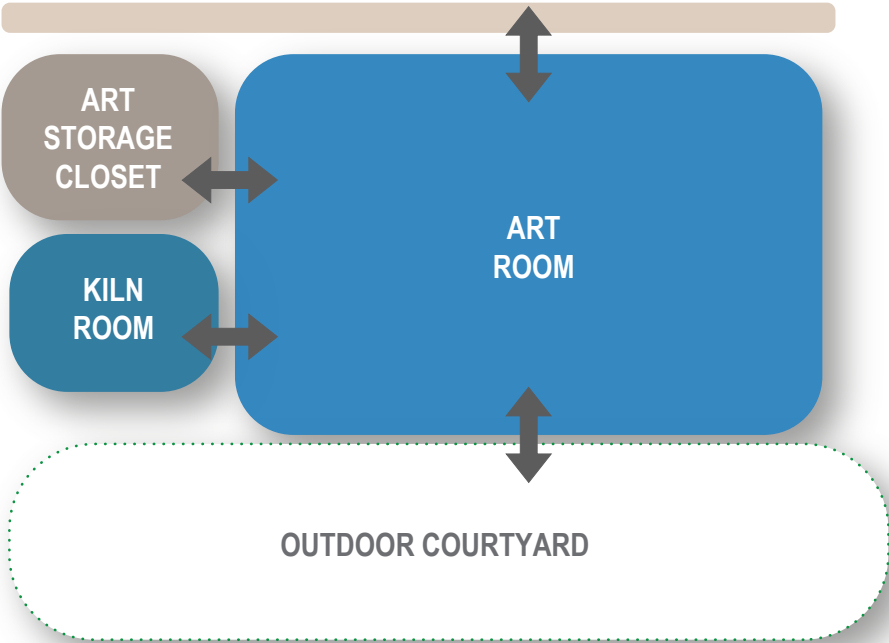 ART
STORAGE
CLOSET
ART
ROOM
KILN
ROOM
OUTDOOR COURTYARD